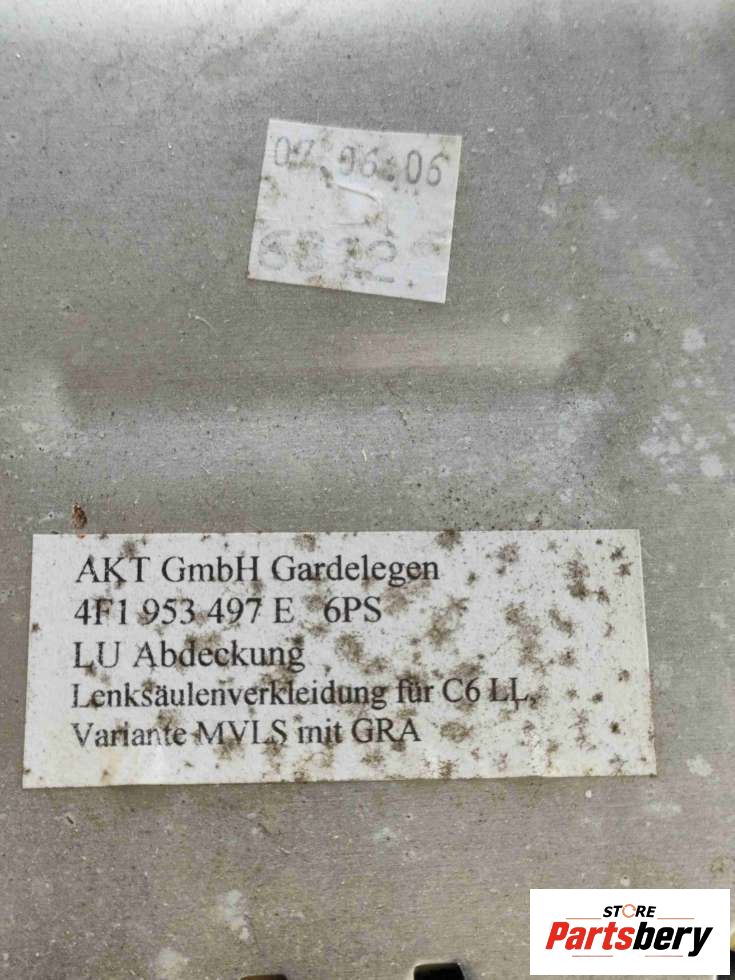 07.06.06
AKT GmbH Gardelegen
4F1 953 497 E 6PS
LU Abdeckung
Lenksäulenverkleidung für C6 LL,
Variante MVLS mit GRA
STORE
Partsbery